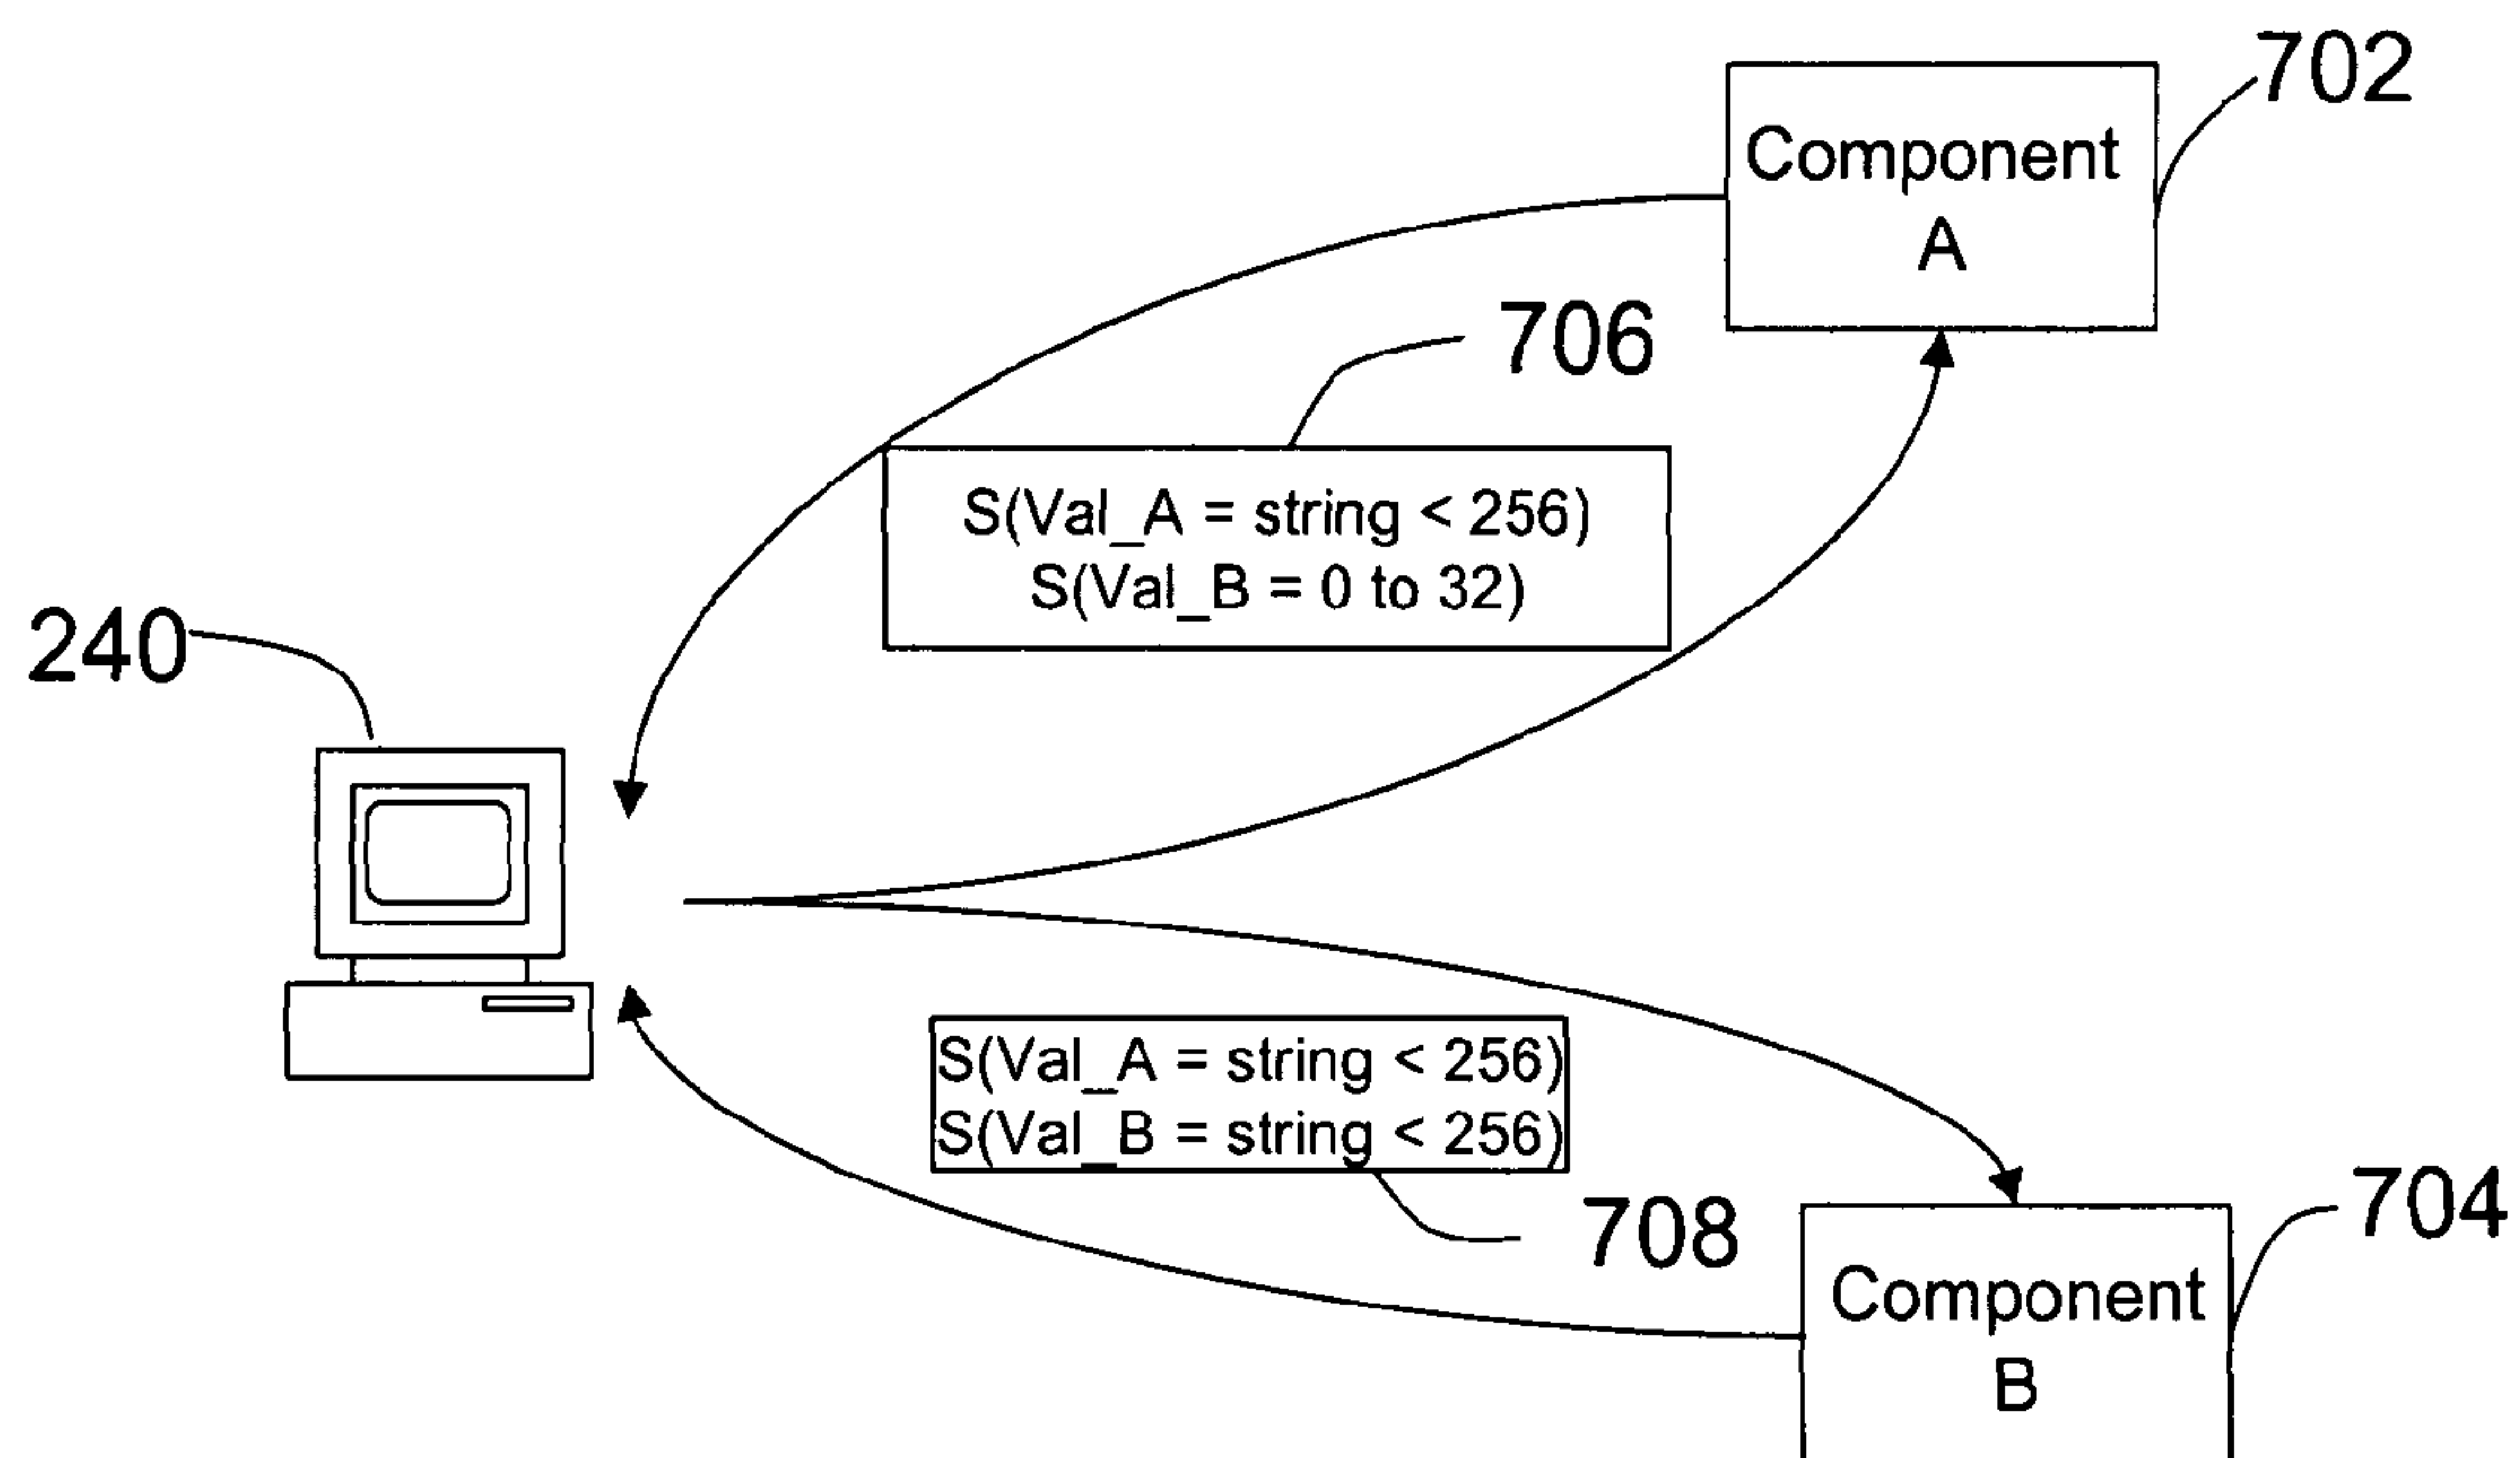 702
Component
A
706
S(Val_A = string < 256)
S(Val_B = 0 to 32)
240
S(Val_A = string < 256)
S(Val_B = string < 256)
708
704
Component
B